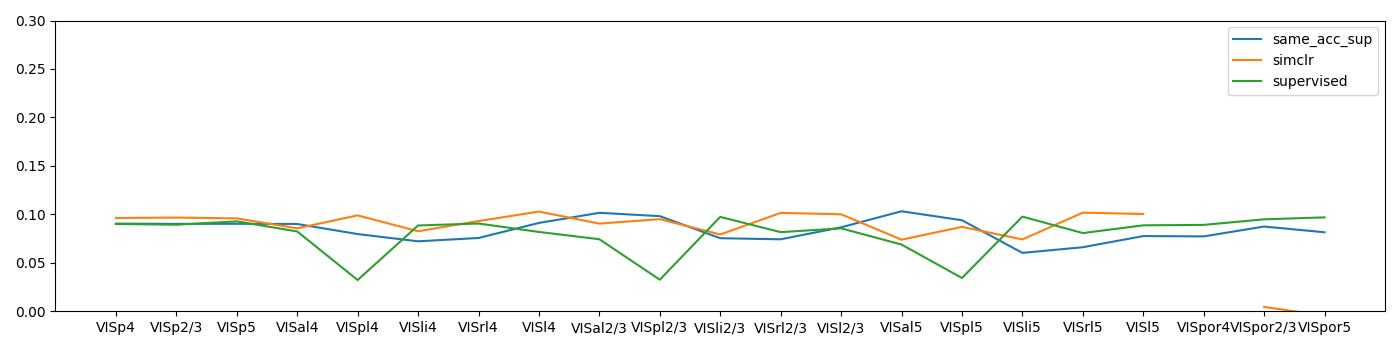 0.30
0.25
0.20
0.15
0.10
0.05
0.00
same_acc_sup
simclr
supervised
VISp4 VISp2/3 VISp5 VISal4 VISpl4 VISli4 VISrl4 VISl4 VISal2/3 VISpl2/3 VISli2/3 VISrl2/3 VISl2/3 VISal5 VISpl5 VISli5 VISrl5 VISl5 VISpor4 VISpor2/3 VISpor5